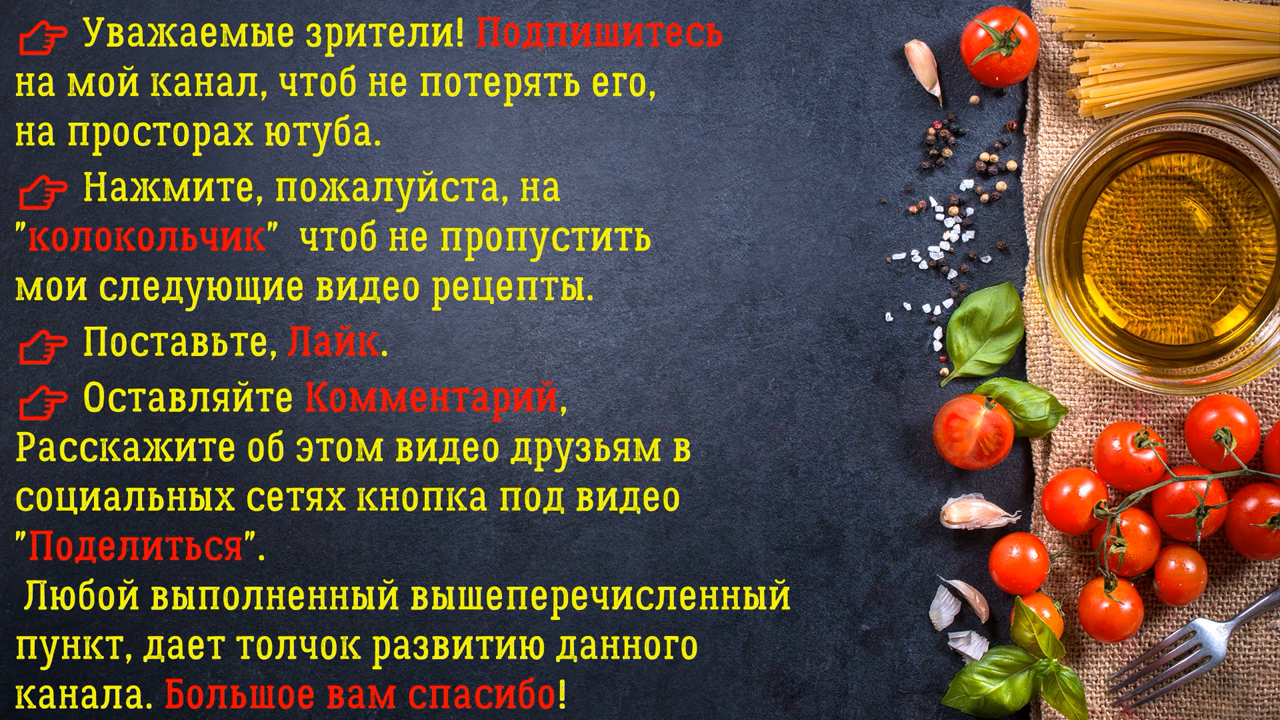 Уважаемые зрители! Подпишитесь
на мой канал, чтоб не потерять его,
на просторах ютуба.
Нажмите, пожалуйста, на
"колокольчик" чтоб не пропустить
мои следующие видео рецепты.
Поставьте, Лайк.
Оставляйте Комментарий,
Расскажите об этом видео друзьям в
социальных сетях кнопка под видео
"Поделиться".
Любой выполненный вышеперечисленный
пункт, дает толчок развитию данного
канала. Большое вам спасибо!